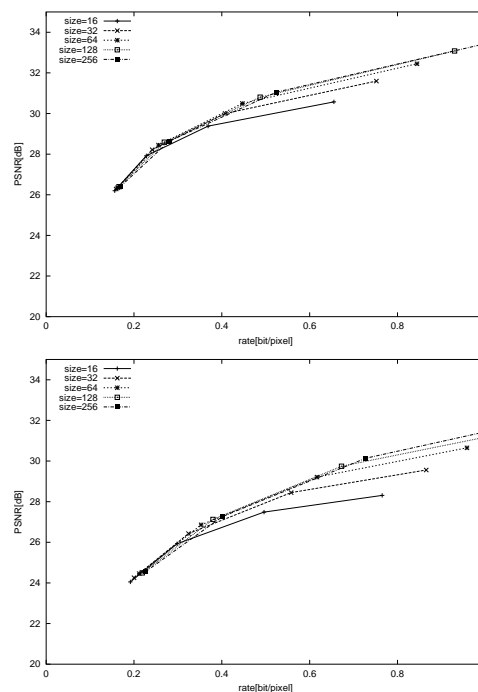 size=16
size=32
size=64
size=128
size=256
PSNR[dB]
34
32
30
28
26
24
22
20
0 0.2 0.4 0.6 0.8
rate[bit/pixel]
size=16
size=32
size=64
size=128
size=256
PSNR[dB]
34
32
30
28
26
24
22
20
0 0.2 0.4 0.6 0.8
rate[bit/pixel]